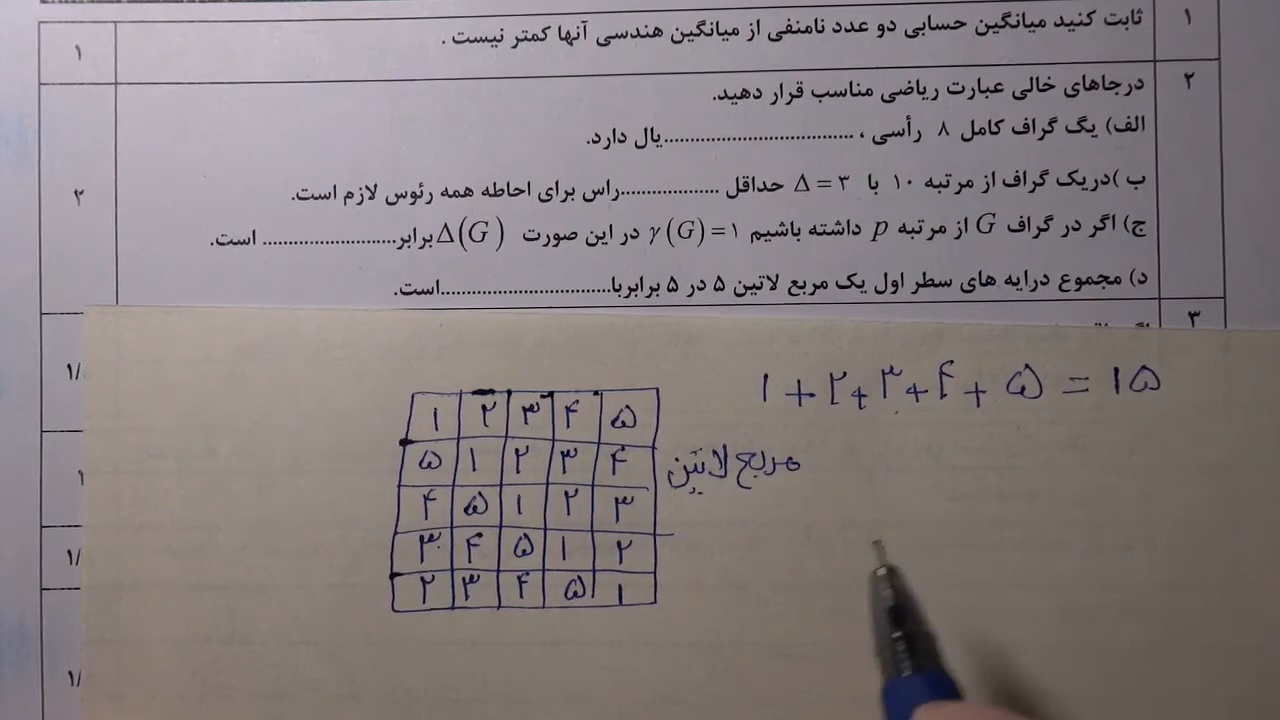 ۱ ثابت کنید میانگین حسابی دو عدد نامنفی از میانگین هندسی آنها کمتر نیست . ۱
۲ درجاهای خالی عبارت ریاضی مناسب قرار دهید. ۲
الف) یگ گراف کامل ۸ رأسی ، ................................یال دارد.
ب )دریک گراف از مرتبه ۱۰ با Δ = ۳ حداقل ...................راس برای احاطه همه رئوس لازم است.
ج) اگر در گراف G از مرتبه p داشته باشیم γ(G) = ۱ در این صورت Δ(G) برابر.......................... است.
د) مجموع درایه های سطر اول یک مربع لاتین ۵ در ۵ برابربا.................................است.
۳
۱ + ۲ + ۳ + ۴ + ۵ = ۱۵
۱ ۲ ۳ ۴ ۵
۵ ۱ ۲ ۳ ۴
مربع لاتین
۴ ۵ ۱ ۲ ۳
۳ ۴ ۵ ۱ ۲
۲ ۳ ۴ ۵ ۱
۱/
۱
۱/
۱/